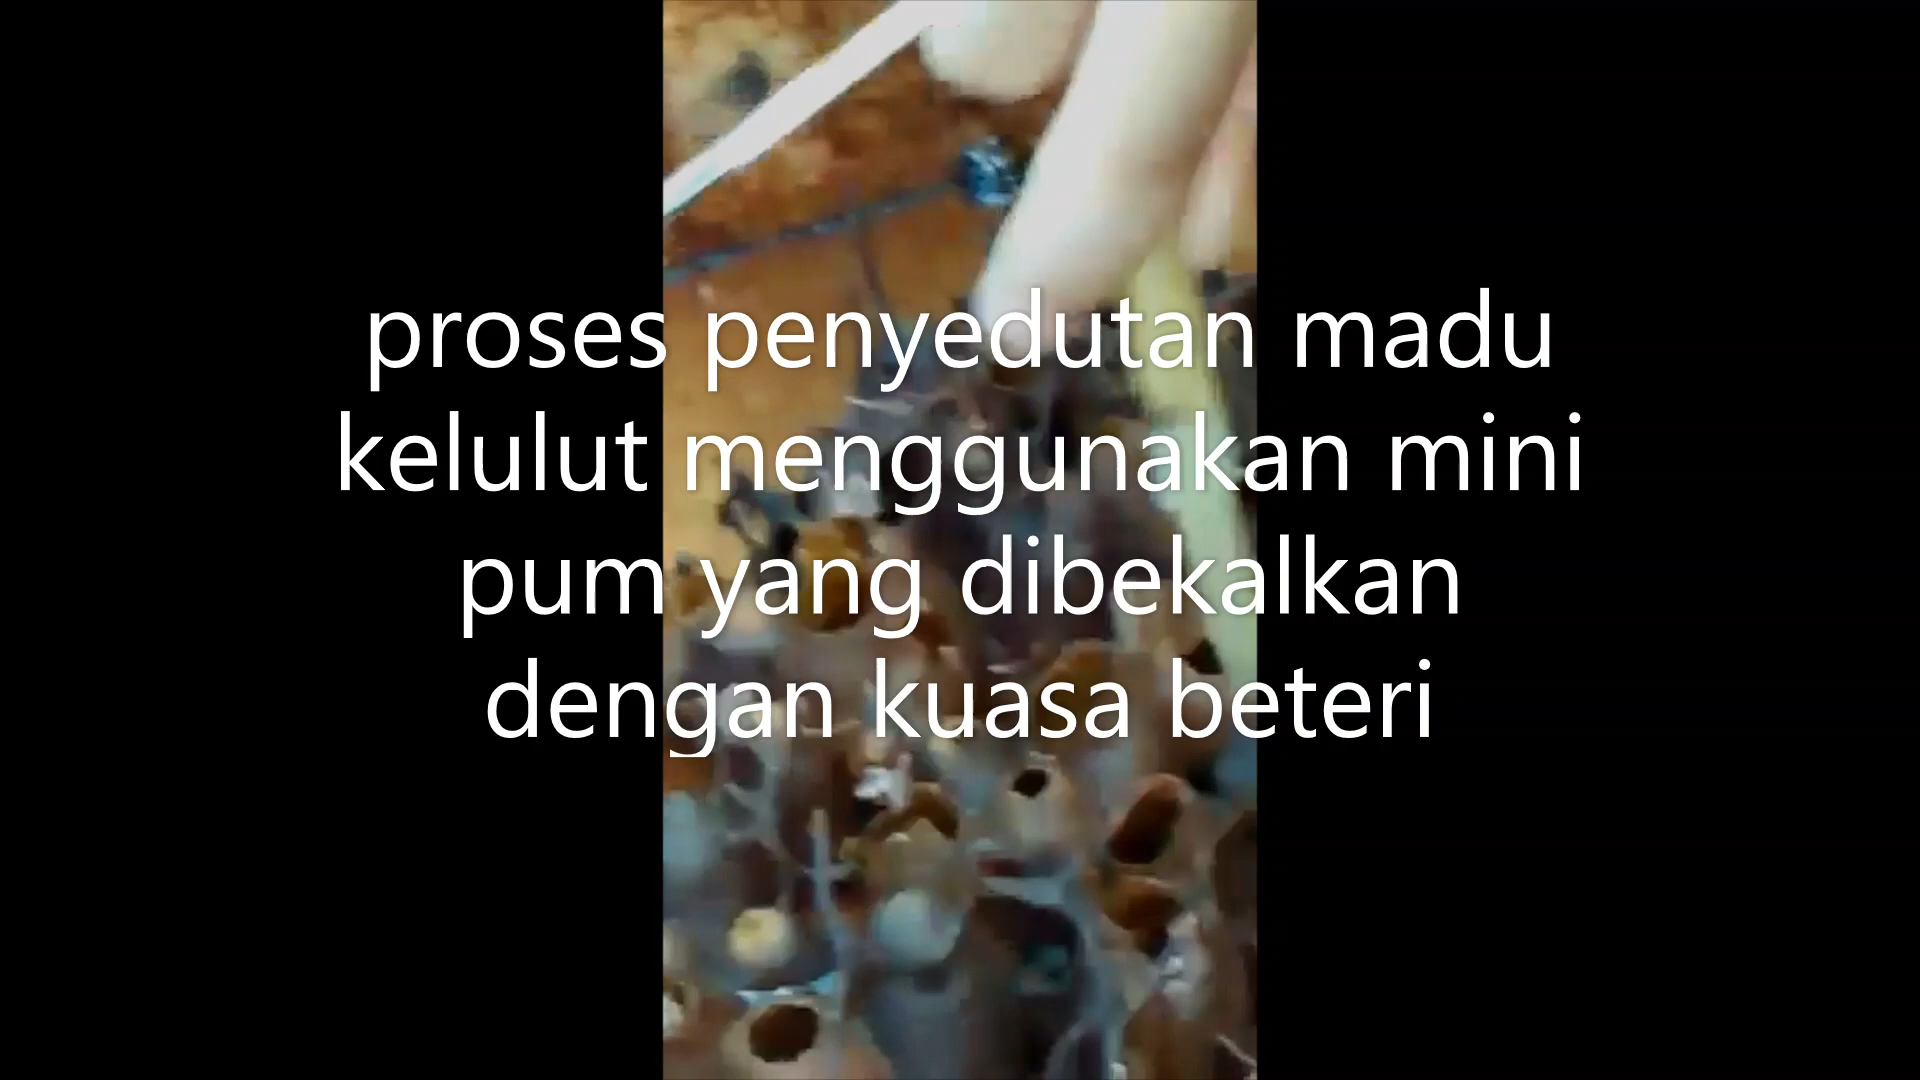 proses penyedutan madu
kelulut menggunakan mini
pum yang dibekalkan
dengan kuasa beteri